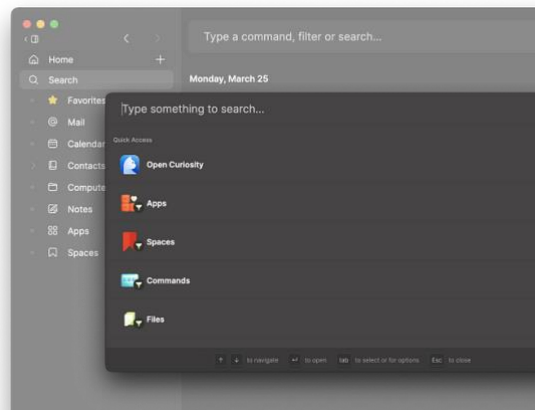 Type a command, filter or search...
Home
Search
Monday, March 25
Favorites
Mail
Calendar
Contacts
Compute
Notes
Apps
Spaces
Type something to search...
Quick Access
Open Curiosity
Apps
Spaces
Commands
Files
↑ ↓ to navigate ↵ to open tab to select or for options Esc to close